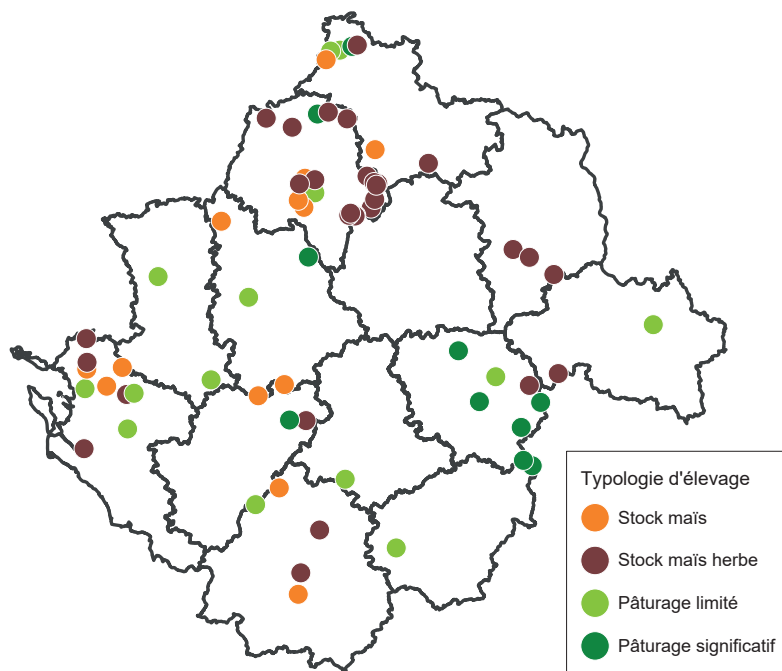 Typologie d'élevage
Stock maïs
Stock maïs herbe
Pâturage limité
Pâturage significatif